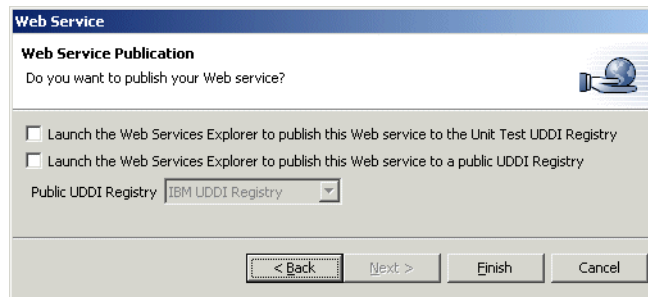 Web Service
Web Service Publication
Do you want to publish your Web service?
Launch the Web Services Explorer to publish this Web service to the Unit Test UDDI Registry
Launch the Web Services Explorer to publish this Web service to a public UDDI Registry
Public UDDI Registry IBM UDDI Registry
< Back Next > Finish Cancel